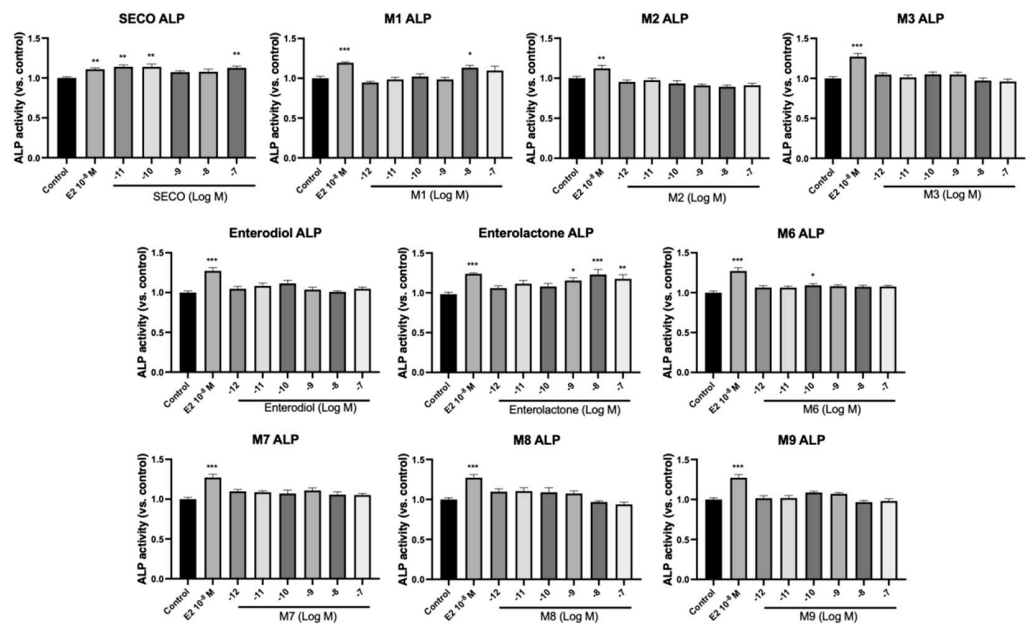 SECO ALP
ALP activity (vs. control)
1.5
1.0
0.5
0.0
** ** ** **
Control
E2 10⁻⁸ M
-11
-10
-9
-8
-7
SECO (Log M)
M1 ALP
ALP activity (vs. control)
1.5
1.0
0.5
0.0
*** *
Control
E2 10⁻⁸ M
-12
-11
-10
-9
-8
-7
M1 (Log M)
M2 ALP
ALP activity (vs. control)
1.5
1.0
0.5
0.0
**
Control
E2 10⁻⁸ M
-12
-11
-10
-9
-8
-7
M2 (Log M)
M3 ALP
ALP activity (vs. control)
1.5
1.0
0.5
0.0
***
Control
E2 10⁻⁸ M
-12
-11
-10
-9
-8
-7
M3 (Log M)
Enterodiol ALP
ALP activity (vs. control)
1.5
1.0
0.5
0.0
***
Control
E2 10⁻⁸ M
-12
-11
-10
-9
-8
-7
Enterodiol (Log M)
Enterolactone ALP
ALP activity (vs. control)
1.5
1.0
0.5
0.0
*** * *** **
Control
E2 10⁻⁸ M
-12
-11
-10
-9
-8
-7
Enterolactone (Log M)
M6 ALP
ALP activity (vs. control)
1.5
1.0
0.5
0.0
*** *
Control
E2 10⁻⁸ M
-12
-11
-10
-9
-8
-7
M6 (Log M)
M7 ALP
ALP activity (vs. control)
1.5
1.0
0.5
0.0
***
Control
E2 10⁻⁸ M
-12
-11
-10
-9
-8
-7
M7 (Log M)
M8 ALP
ALP activity (vs. control)
1.5
1.0
0.5
0.0
***
Control
E2 10⁻⁸ M
-12
-11
-10
-9
-8
-7
M8 (Log M)
M9 ALP
ALP activity (vs. control)
1.5
1.0
0.5
0.0
***
Control
E2 10⁻⁸ M
-12
-11
-10
-9
-8
-7
M9 (Log M)